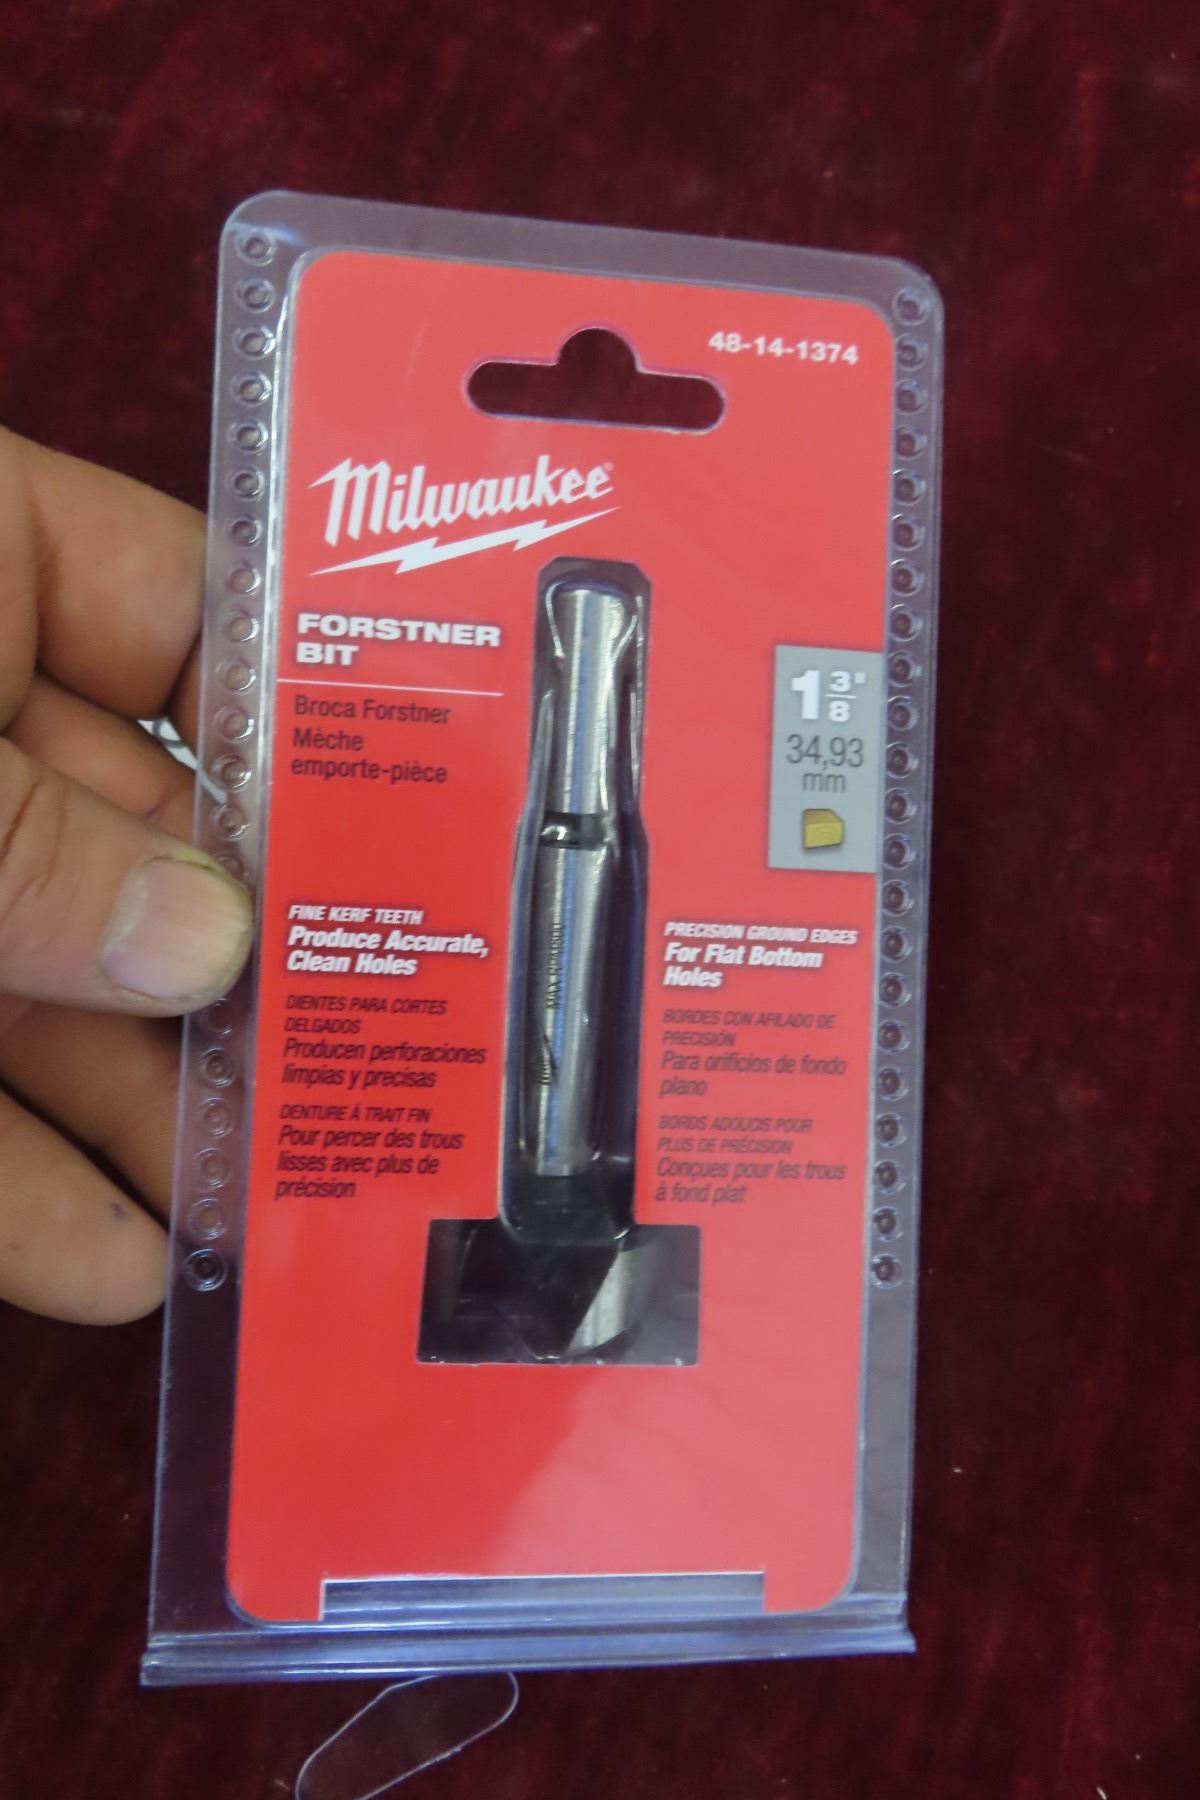 48-14-1374
Milwaukee
FORSTNER
BIT
Broca Forstner
Mèche
emporte-pièce
1 3/8"
34,93
mm
FINE KERF TEETH
Produce Accurate,
Clean Holes
DIENTES PARA CORTES
DELGADOS
Producen perforaciones
limpias y precisas
DENTURE À TRAIT FIN
Pour percer des trous
lisses avec plus de
précision
PRECISION GROUND EDGES
For Flat Bottom
Holes
BORDES CON AFILADO DE
PRECISIÓN
Para orificios de fondo
plano
BORDS ADOUCIS POUR
PLUS DE PRÉCISION
Conçues pour les trous
à fond plat
MAX RPM